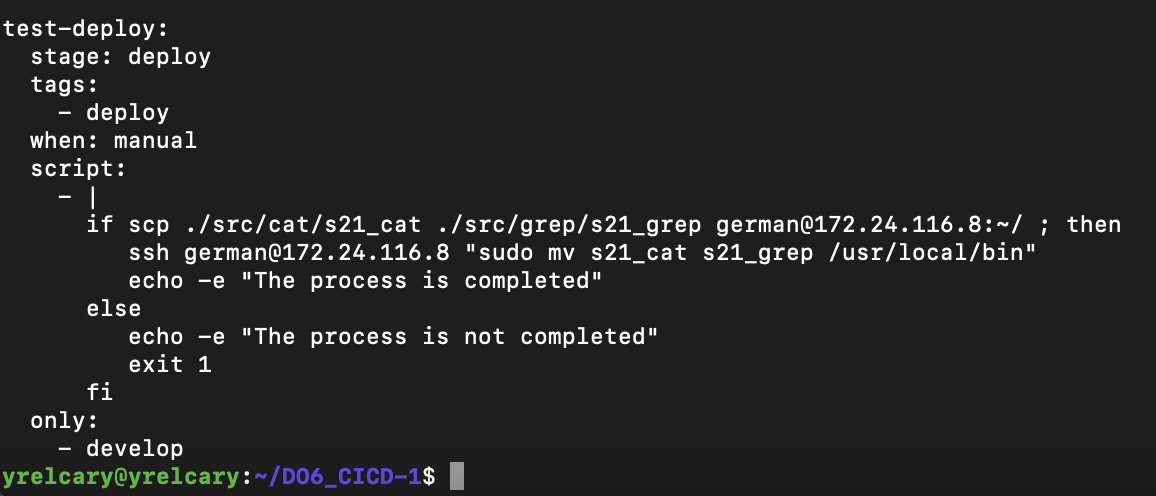 test-deploy:
  stage: deploy
  tags:
    - deploy
  when: manual
  script:
    - |
      if scp ./src/cat/s21_cat ./src/grep/s21_grep german@172.24.116.8:~/ ; then
         ssh german@172.24.116.8 "sudo mv s21_cat s21_grep /usr/local/bin"
         echo -e "The process is completed"
      else
         echo -e "The process is not completed"
         exit 1
      fi
  only:
    - develop
yrelcary@yrelcary:~/DO6_CICD-1$